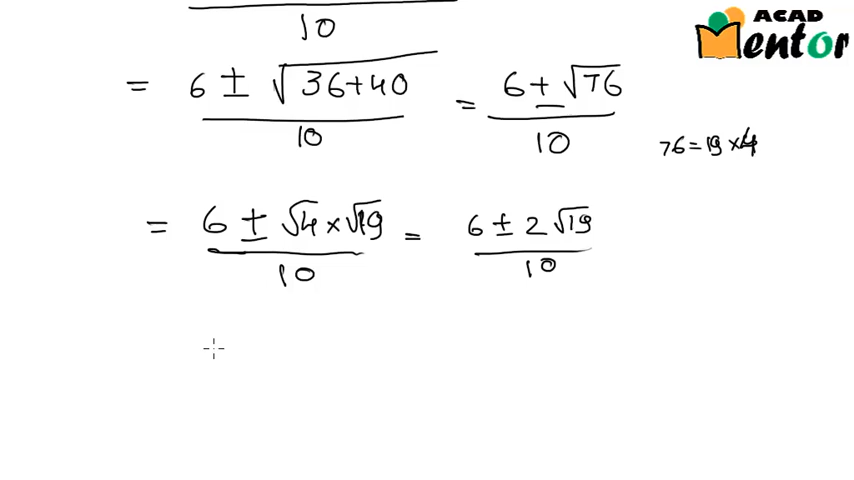 10
ACAD
Mentor
= 6 ± √36+40 / 10 = 6 ± √76 / 10
76 = 19 × 4
= 6 ± √4 × √19 / 10 = 6 ± 2√19 / 10